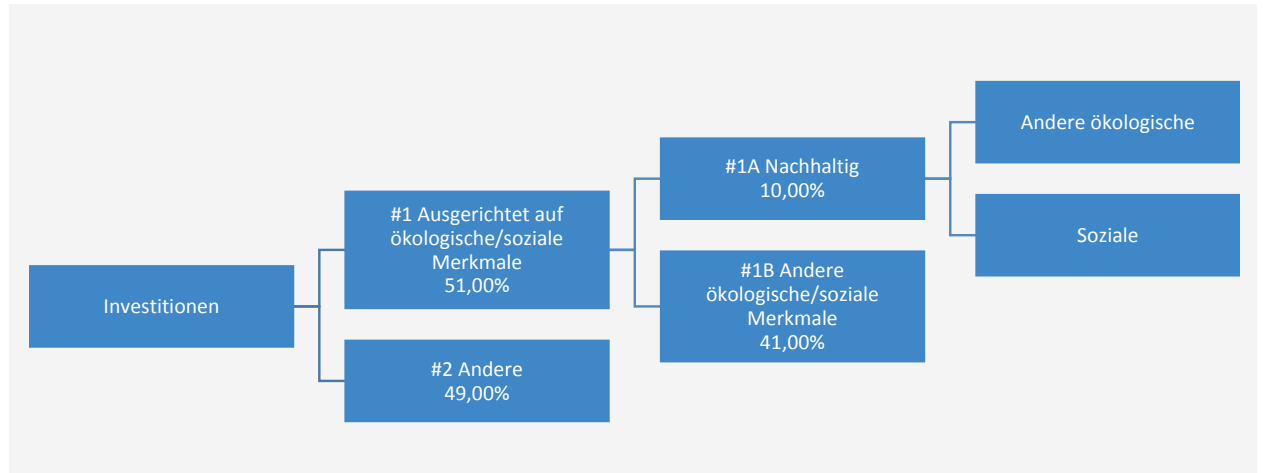 Investitionen
#1 Ausgerichtet auf
ökologische/soziale
Merkmale
51,00%
#2 Andere
49,00%
#1A Nachhaltig
10,00%
#1B Andere
ökologische/soziale
Merkmale
41,00%
Andere ökologische
Soziale